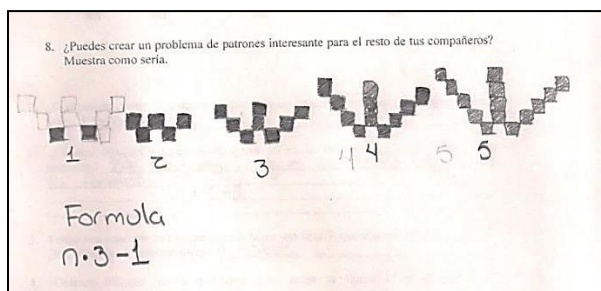 8. ¿Puedes crear un problema de patrones interesante para el resto de tus compañeros?
Muestra como sería.
1 2 3 4 4 5 5
Formula
n·3-1